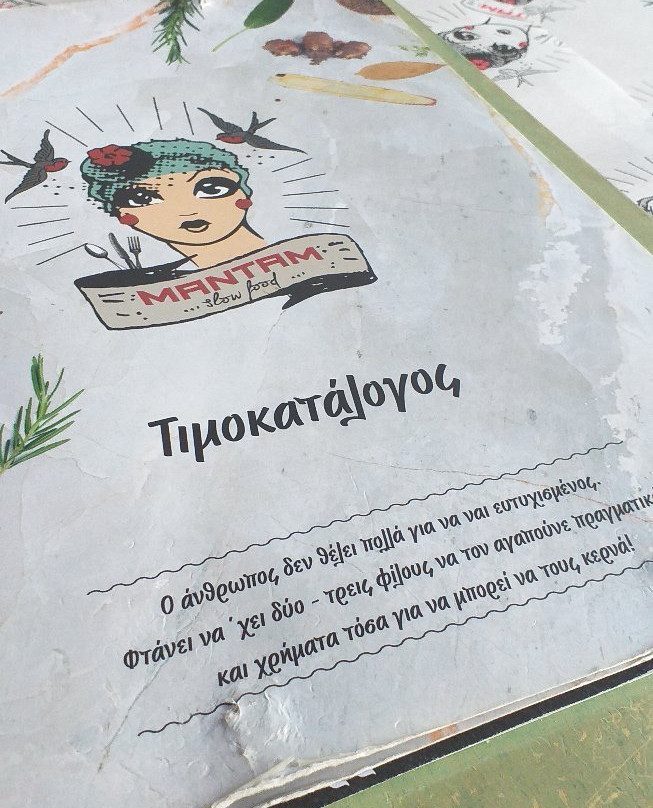 MANTAM
... slow food ...
Τιμοκατάλογος
Ο άνθρωπος δεν θέλει πολλά για να ναι ευτυχισμένος.
Φτάνει να 'χει δύο - τρεις φίλους να τον αγαπούνε
και χρήματα τόσα για να μπορεί να τους κερνά!